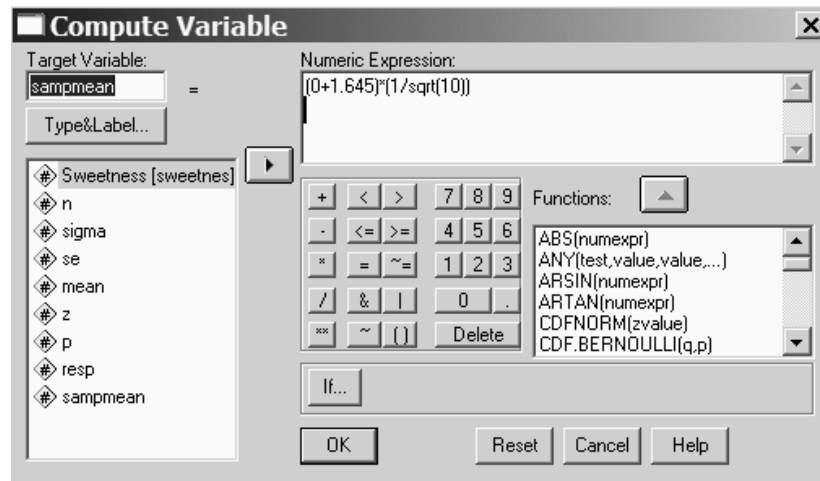 Compute Variable
Target Variable:
sampmean
=
Type&Label...
Numeric Expression:
(0+1.645)*(1/sqrt(10))
Sweetness [sweetnes]
n
sigma
se
mean
z
p
resp
sampmean
+ < > 7 8 9
- <= >= 4 5 6
* = ~= 1 2 3
/ & | 0 .
** ~ () Delete
Functions:
ABS(numexpr)
ANY(test,value,value,...)
ARSIN(numexpr)
ARTAN(numexpr)
CDFNORM(zvalue)
CDF.BERNOULLI(q,p)
If...
OK Reset Cancel Help